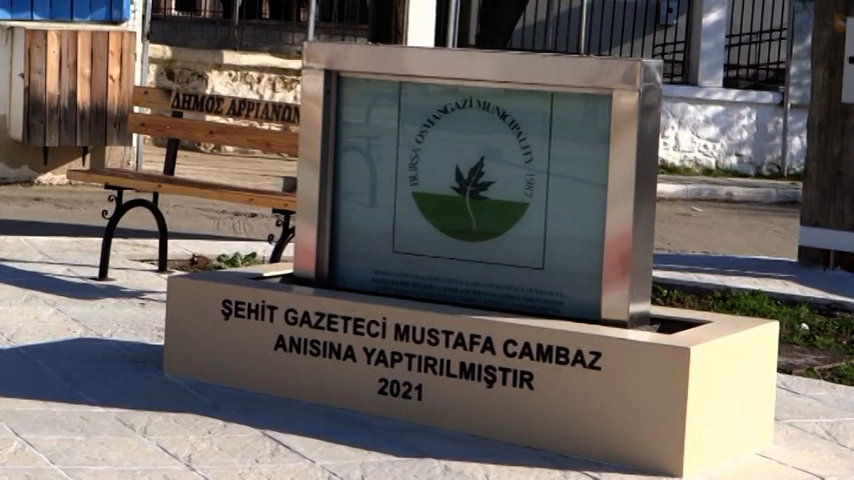 ΔΗΜΟΣ ΑΡΡΙΑΝΩΝ
BURSA OSMANGAZİ MUNICIPALITY 1987
ŞEHİT GAZETECİ MUSTAFA CAMBAZ
ANISINA YAPTIRILMIŞTIR
2021